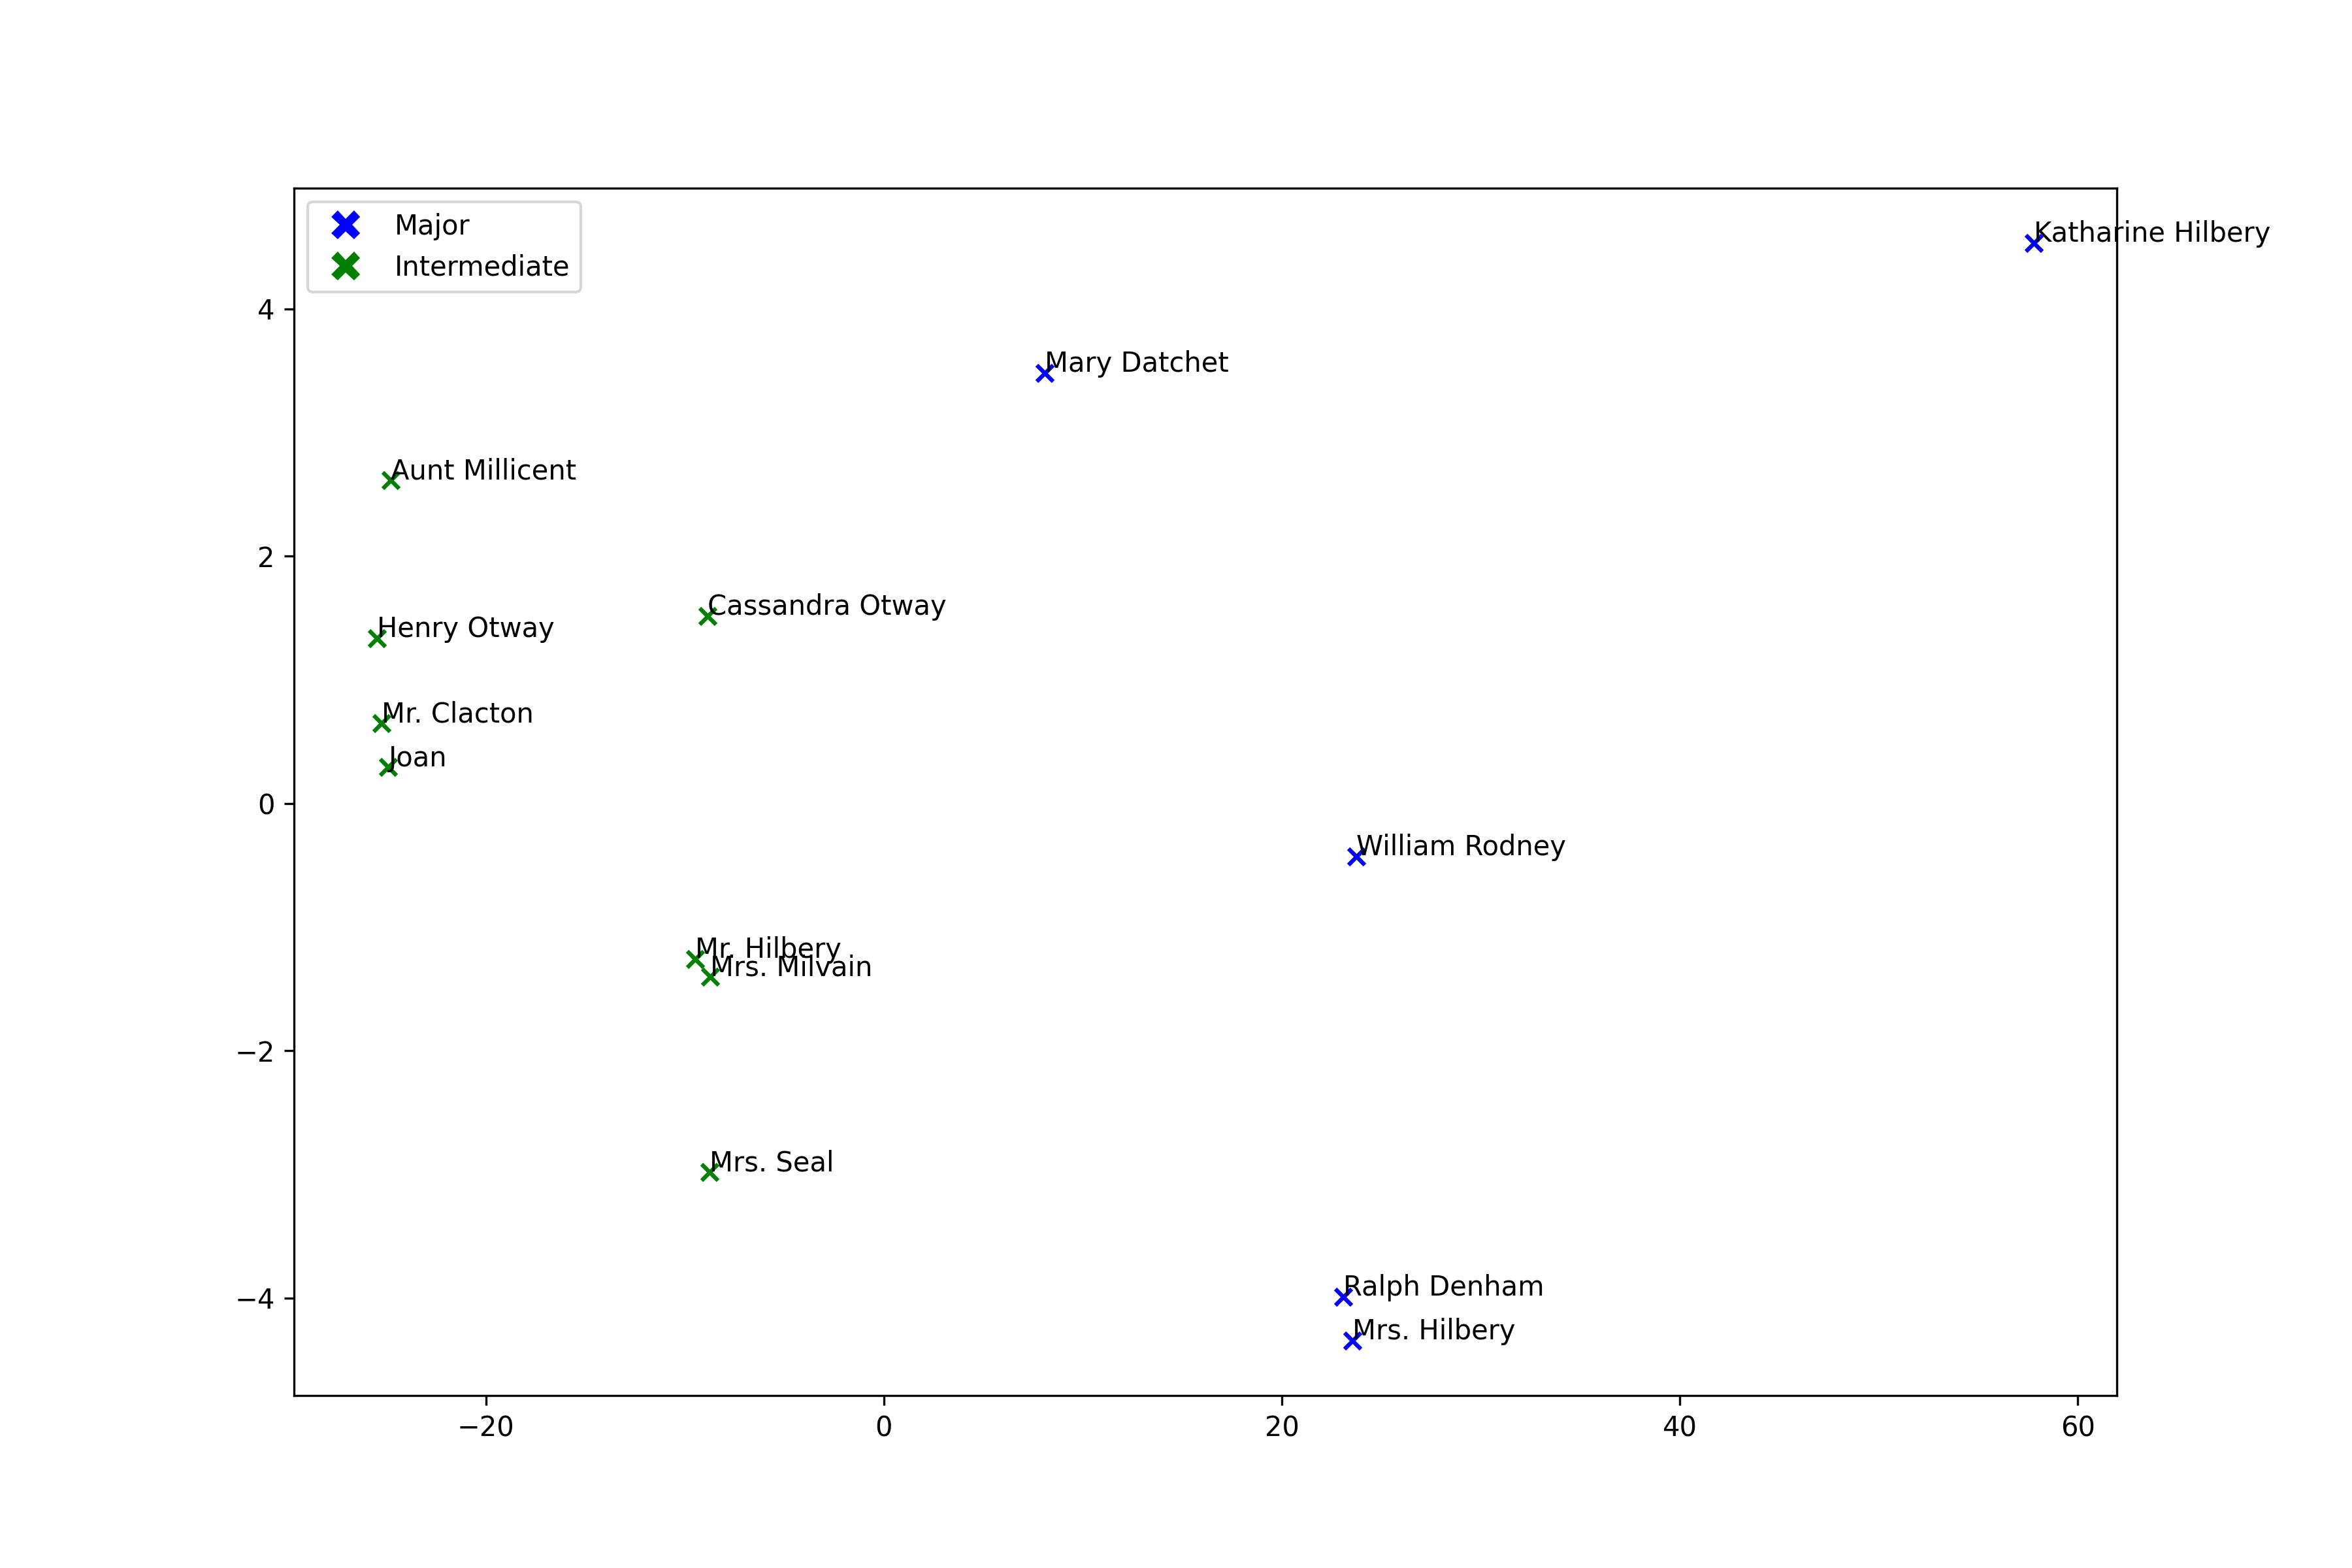 Major
Intermediate
Katharine Hilbery
Mary Datchet
Aunt Millicent
Cassandra Otway
Henry Otway
Mr. Clacton
Joan
William Rodney
Mr. Hilbery
Mrs. Milvain
Mrs. Seal
Ralph Denham
Mrs. Hilbery
4
2
0
−2
−4
−20 0 20 40 60